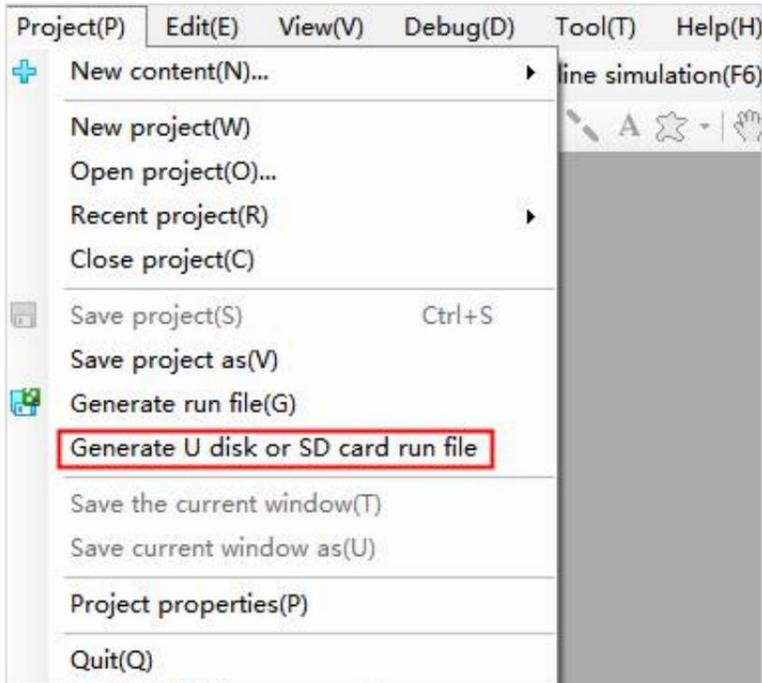 Project(P) Edit(E) View(V) Debug(D) Tool(T) Help(H)
New content(N)...
line simulation(F6)
New project(W)
A
Open project(O)...
Recent project(R)
Close project(C)
Save project(S) Ctrl+S
Save project as(V)
Generate run file(G)
Generate U disk or SD card run file
Save the current window(T)
Save current window as(U)
Project properties(P)
Quit(Q)